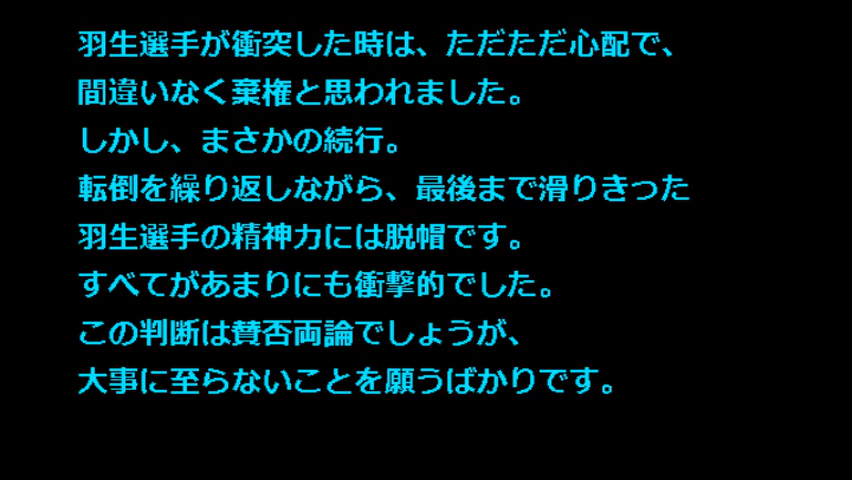 羽生選手が衝突した時は、ただただ心配で、
間違いなく棄権と思われました。
しかし、まさかの続行。
転倒を繰り返しながら、最後まで滑りきった
羽生選手の精神力には脱帽です。
すべてがあまりにも衝撃的でした。
この判断は賛否両論でしょうが、
大事に至らないことを願うばかりです。